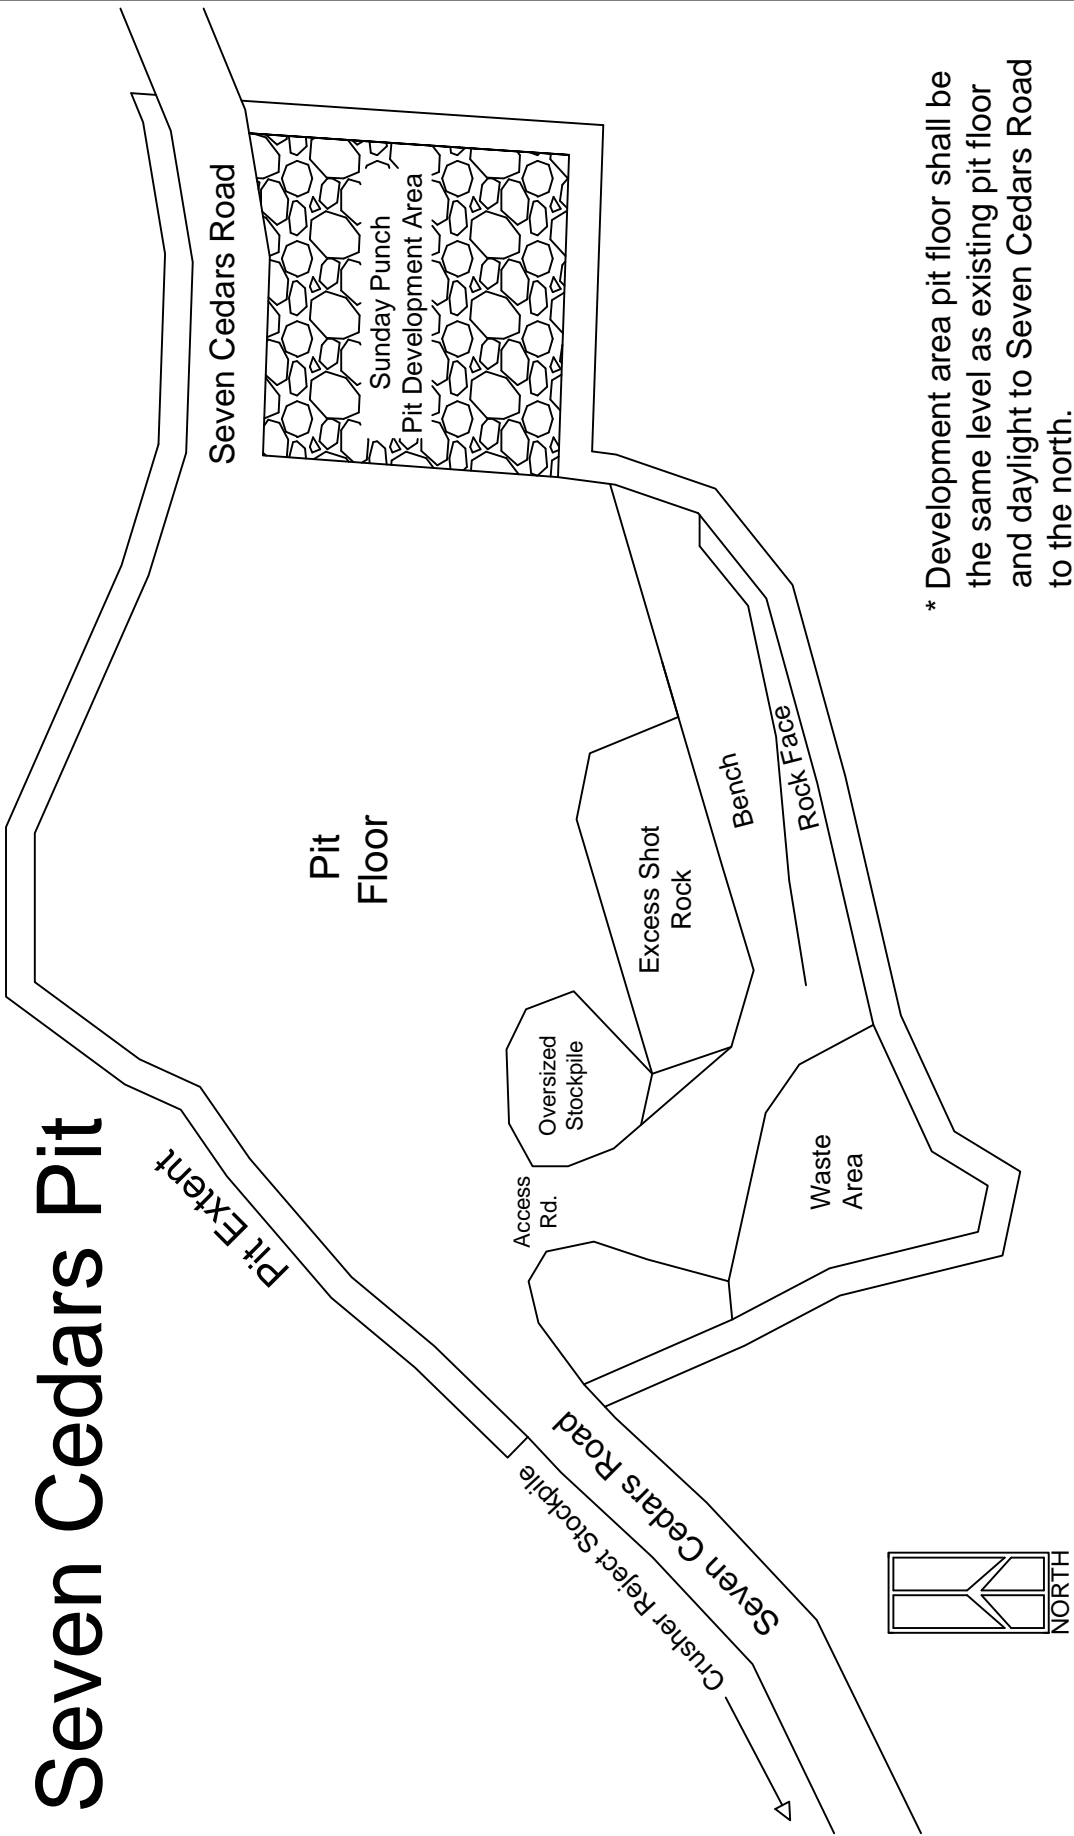 Seven Cedars Pit
Pit Extent
Seven Cedars Road
Sunday Punch
Pit Development Area
Pit
Floor
Excess Shot
Rock
Bench
Rock Face
Oversized
Stockpile
Access
Rd.
Waste
Area
Seven Cedars Road
Crusher Reject Stockpile
NORTH
* Development area pit floor shall be
the same level as existing pit floor
and daylight to Seven Cedars Road
to the north.